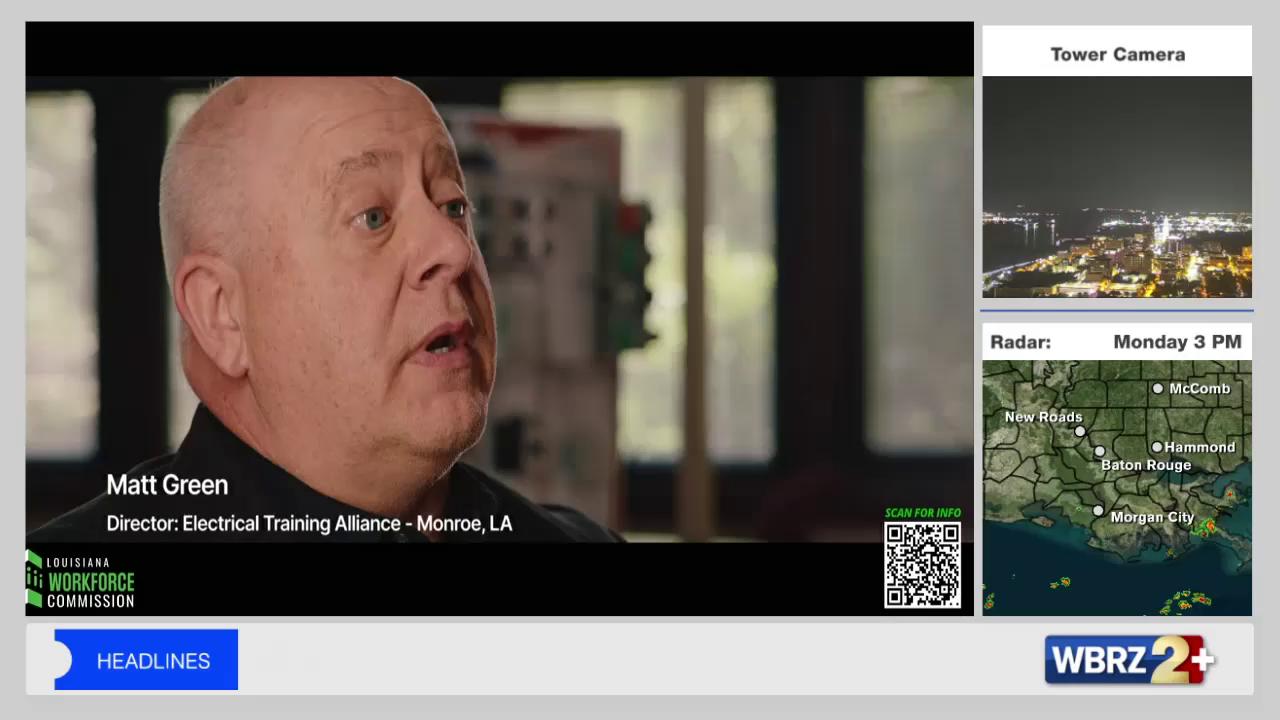 Matt Green
Director: Electrical Training Alliance - Monroe, LA
SCAN FOR INFO
LOUISIANA
WORKFORCE
COMMISSION
Tower Camera
Radar: Monday 3 PM
McComb
New Roads
Hammond
Baton Rouge
Morgan City
HEADLINES
WBRZ 2+